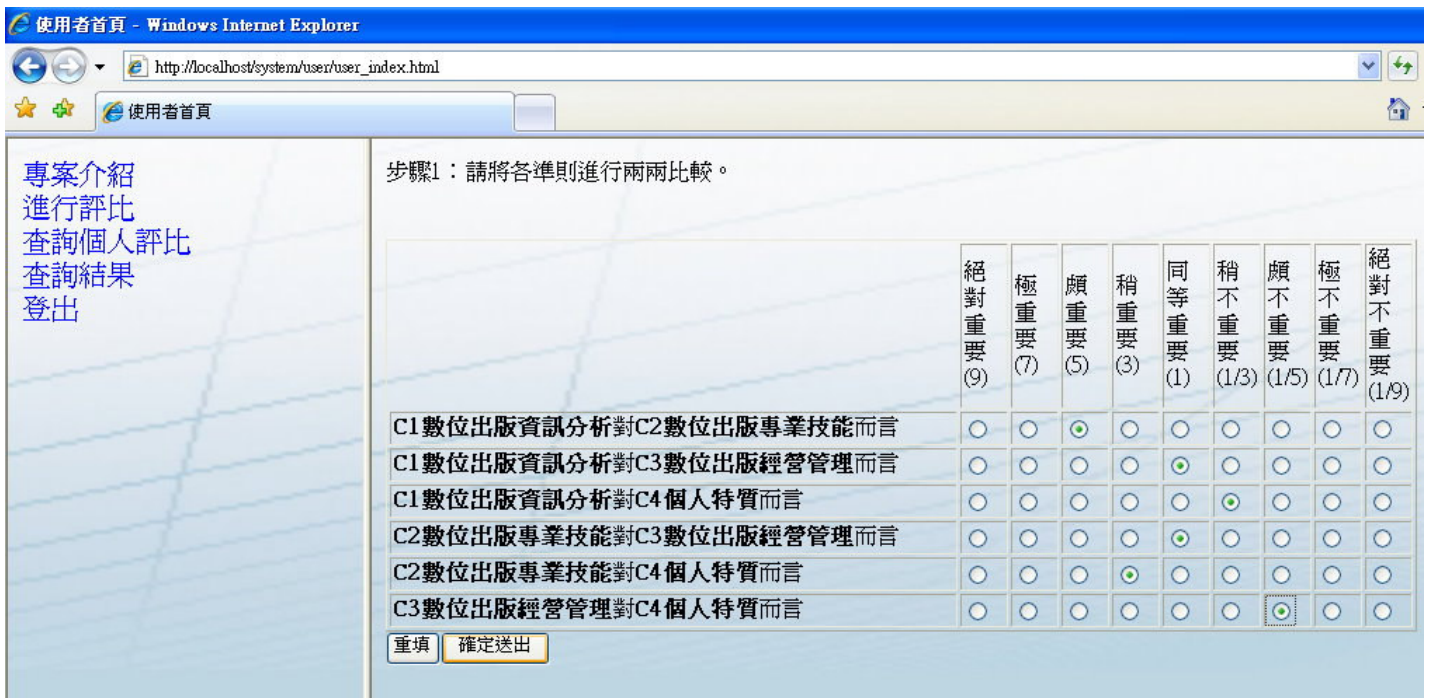 使用者首頁 - Windows Internet Explorer
http://localhost/system/user/user_index.html
使用者首頁
專案介紹
進行評比
查詢個人評比
查詢結果
登出
步驟1：請將各準則進行兩兩比較。
絕對重要(9)
極重要(7)
頗重要(5)
稍重要(3)
同等重要(1)
稍不重要(1/3)
頗不重要(1/5)
極不重要(1/7)
絕對不重要(1/9)
C1數位出版資訊分析對C2數位出版專業技能而言
C1數位出版資訊分析對C3數位出版經營管理而言
C1數位出版資訊分析對C4個人特質而言
C2數位出版專業技能對C3數位出版經營管理而言
C2數位出版專業技能對C4個人特質而言
C3數位出版經營管理對C4個人特質而言
重填 確定送出